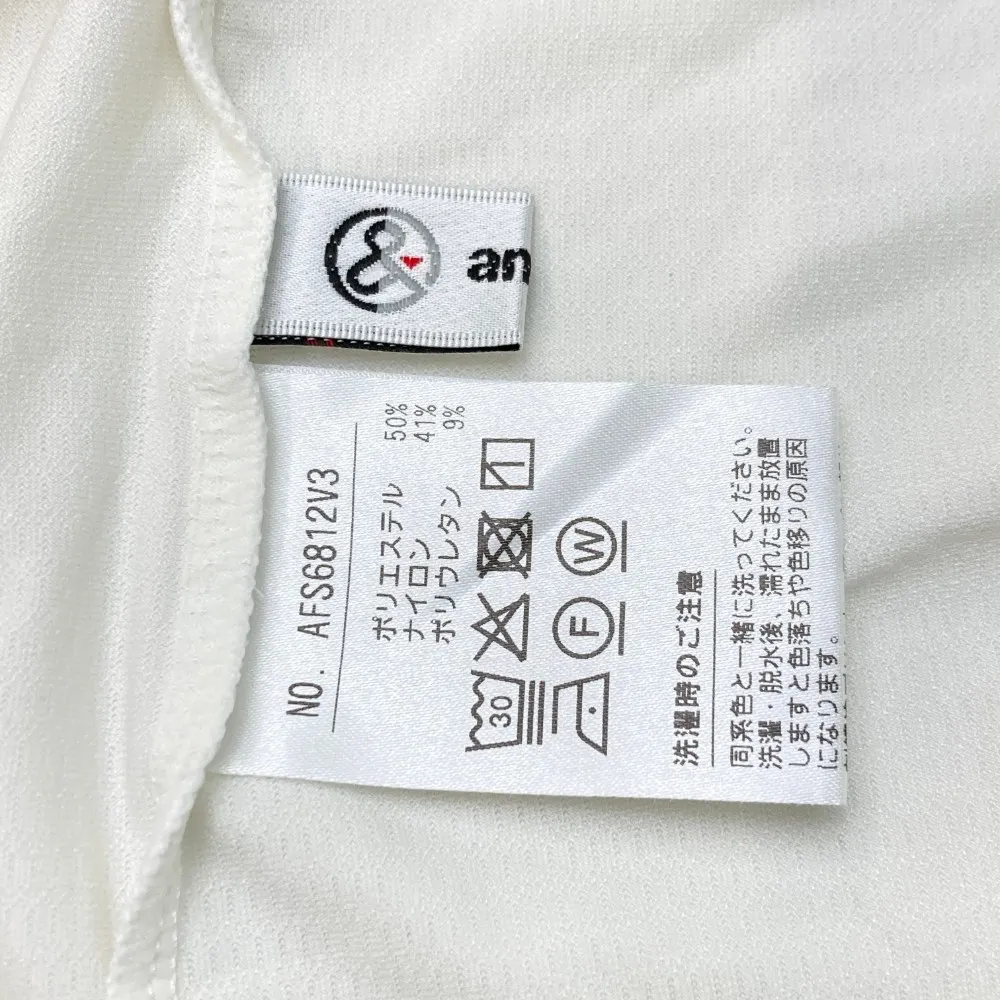 an
NO. AFS6812V3
ポリエステル 50%
ナイロン 41%
ポリウレタン 9%
30
F
W
洗濯時のご注意
同系色と一緒に洗ってください。
洗濯・脱水後、濡れたまま放置
しますと色落ちや色移りの原因
になります。